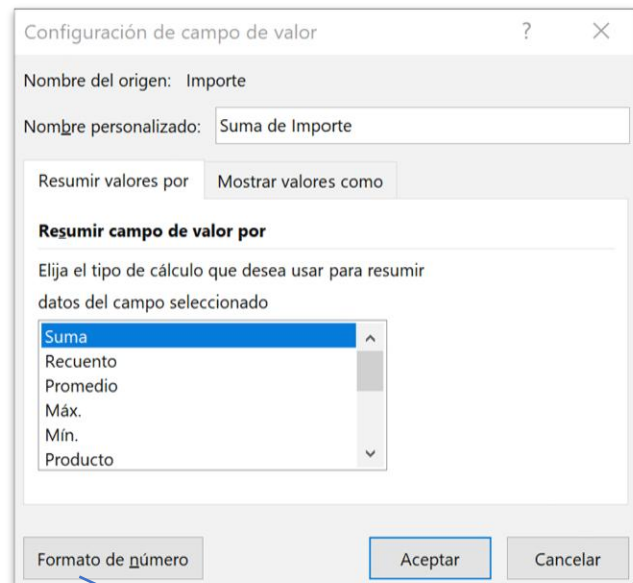 Configuración de campo de valor ?
Nombre del origen: Importe
Nombre personalizado: Suma de Importe
Resumir valores por Mostrar valores como
Resumir campo de valor por
Elija el tipo de cálculo que desea usar para resumir
datos del campo seleccionado
Suma
Recuento
Promedio
Máx.
Mín.
Producto
Formato de número Aceptar Cancelar